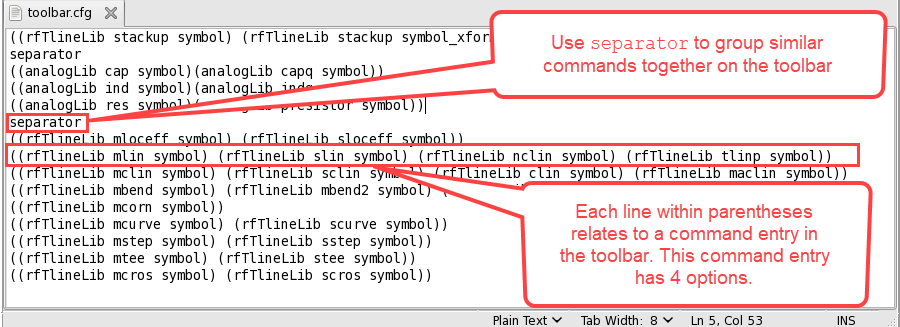 toolbar.cfg
((rfTlineLib stackup symbol) (rfTlineLib stackup symbol_xfor
separator
((analogLib cap symbol)(analogLib capq symbol))
((analogLib ind symbol)(analogLib indq
((analogLib res symbol)( presistor symbol))
separator
((rfTlineLib mloceff symbol) (rfTlineLib sloceff symbol))
((rfTlineLib mlin symbol) (rfTlineLib slin symbol) (rfTlineLib nclin symbol) (rfTlineLib tlinp symbol))
((rfTlineLib mclin symbol) (rfTlineLib sclin symbol) (rfTlineLib clin symbol) (rfTlineLib maclin symbol))
((rfTlineLib mbend symbol) (rfTlineLib mbend2 symbol) (
((rfTlineLib mcorn symbol))
((rfTlineLib mcurve symbol) (rfTlineLib scurve symbol))
((rfTlineLib mstep symbol) (rfTlineLib sstep symbol))
((rfTlineLib mtee symbol) (rfTlineLib stee symbol))
((rfTlineLib mcros symbol) (rfTlineLib scros symbol))
Use separator to group similar
commands together on the toolbar
Each line within parentheses
relates to a command entry in
the toolbar. This command entry
has 4 options.
Plain Text Tab Width: 8 Ln 5, Col 53 INS